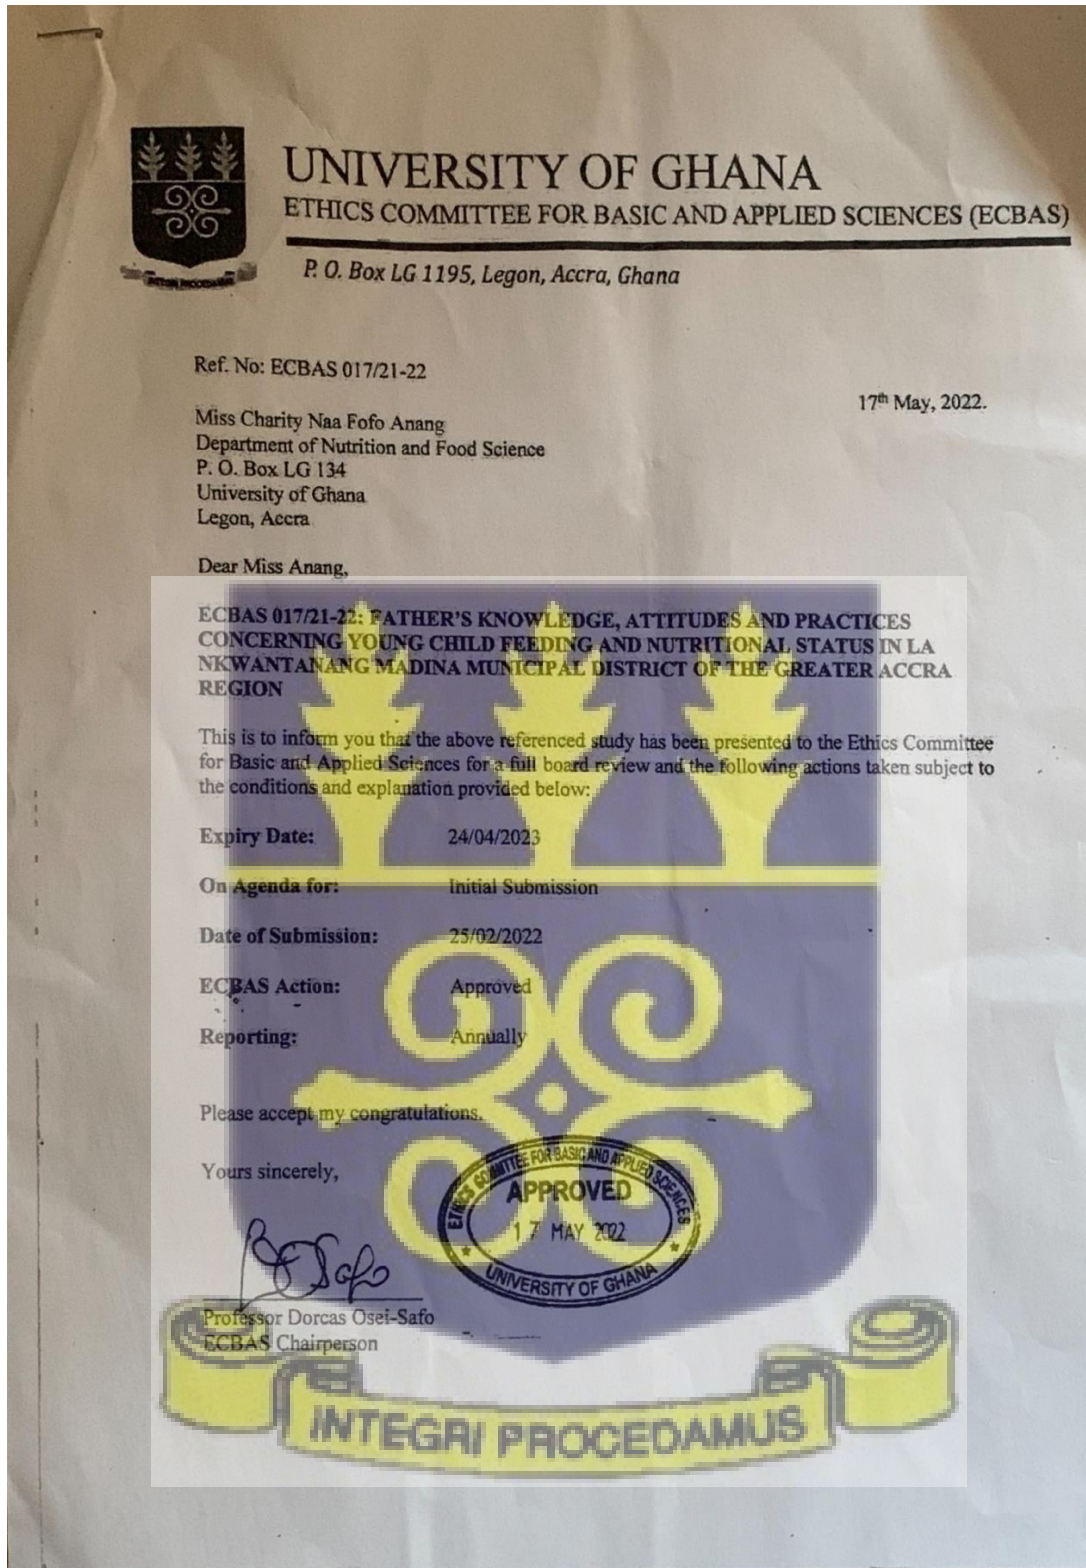 UNIVERSITY OF GHANA
ETHICS COMMITTEE FOR BASIC AND APPLIED SCIENCES (ECBAS)
P. O. Box LG 1195, Legon, Accra, Ghana
Ref. No: ECBAS 017/21-22
17th May, 2022.
Miss Charity Naa Fofo Anang
Department of Nutrition and Food Science
P. O. Box LG 134
University of Ghana
Legon, Accra
Dear Miss Anang,
ECBAS 017/21-22: FATHER'S KNOWLEDGE, ATTITUDES AND PRACTICES
CONCERNING YOUNG CHILD FEEDING AND NUTRITIONAL STATUS IN LA
NKWANTANANG MADINA MUNICIPAL DISTRICT OF THE GREATER ACCRA
REGION
This is to inform you that the above referenced study has been presented to the Ethics Committee
for Basic and Applied Sciences for a full board review and the following actions taken subject to
the conditions and explanation provided below:
Expiry Date: 24/04/2023
On Agenda for: Initial Submission
Date of Submission: 25/02/2022
ECBAS Action: Approved
Reporting: Annually
Please accept my congratulations.
Yours sincerely,
ETHICS COMMITTEE FOR BASIC AND APPLIED SCIENCES
APPROVED
17 MAY 2022
UNIVERSITY OF GHANA
Professor Dorcas Osei-Safo
ECBAS Chairperson
INTEGRI PROCEDAMUS